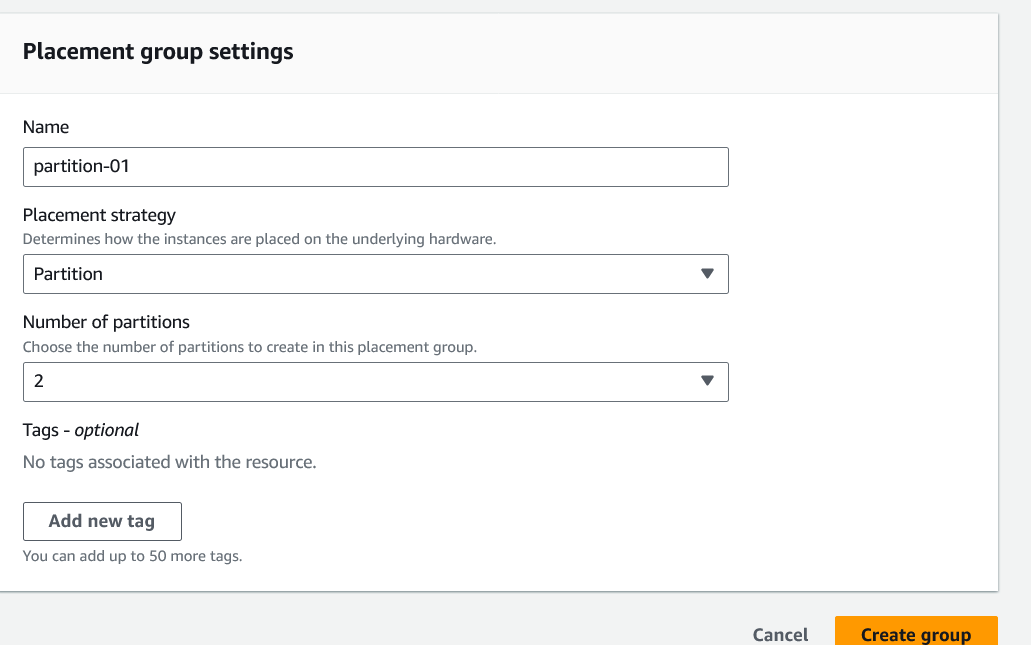 Placement group settings
Name
partition-01
Placement strategy
Determines how the instances are placed on the underlying hardware.
Partition
Number of partitions
Choose the number of partitions to create in this placement group.
2
Tags - optional
No tags associated with the resource.
Add new tag
You can add up to 50 more tags.
Cancel
Create group